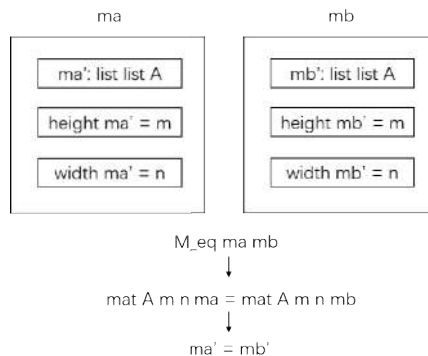 ma
mb
ma': list list A
height ma' = m
width ma' = n
mb': list list A
height mb' = m
width mb' = n
M_eq ma mb
mat A m n ma = mat A m n mb
ma' = mb'